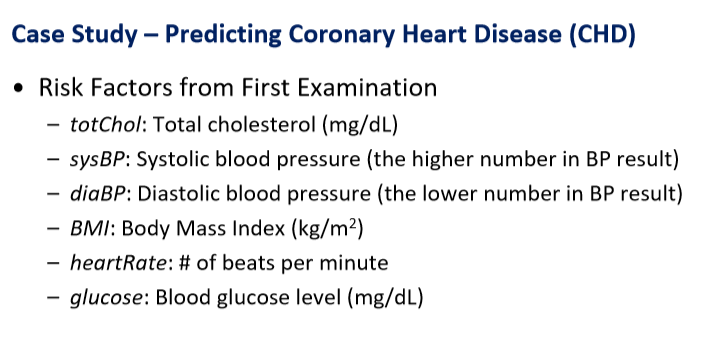 Case Study – Predicting Coronary Heart Disease (CHD)
• Risk Factors from First Examination
– totChol: Total cholesterol (mg/dL)
– sysBP: Systolic blood pressure (the higher number in BP result)
– diaBP: Diastolic blood pressure (the lower number in BP result)
– BMI: Body Mass Index (kg/m²)
– heartRate: # of beats per minute
– glucose: Blood glucose level (mg/dL)